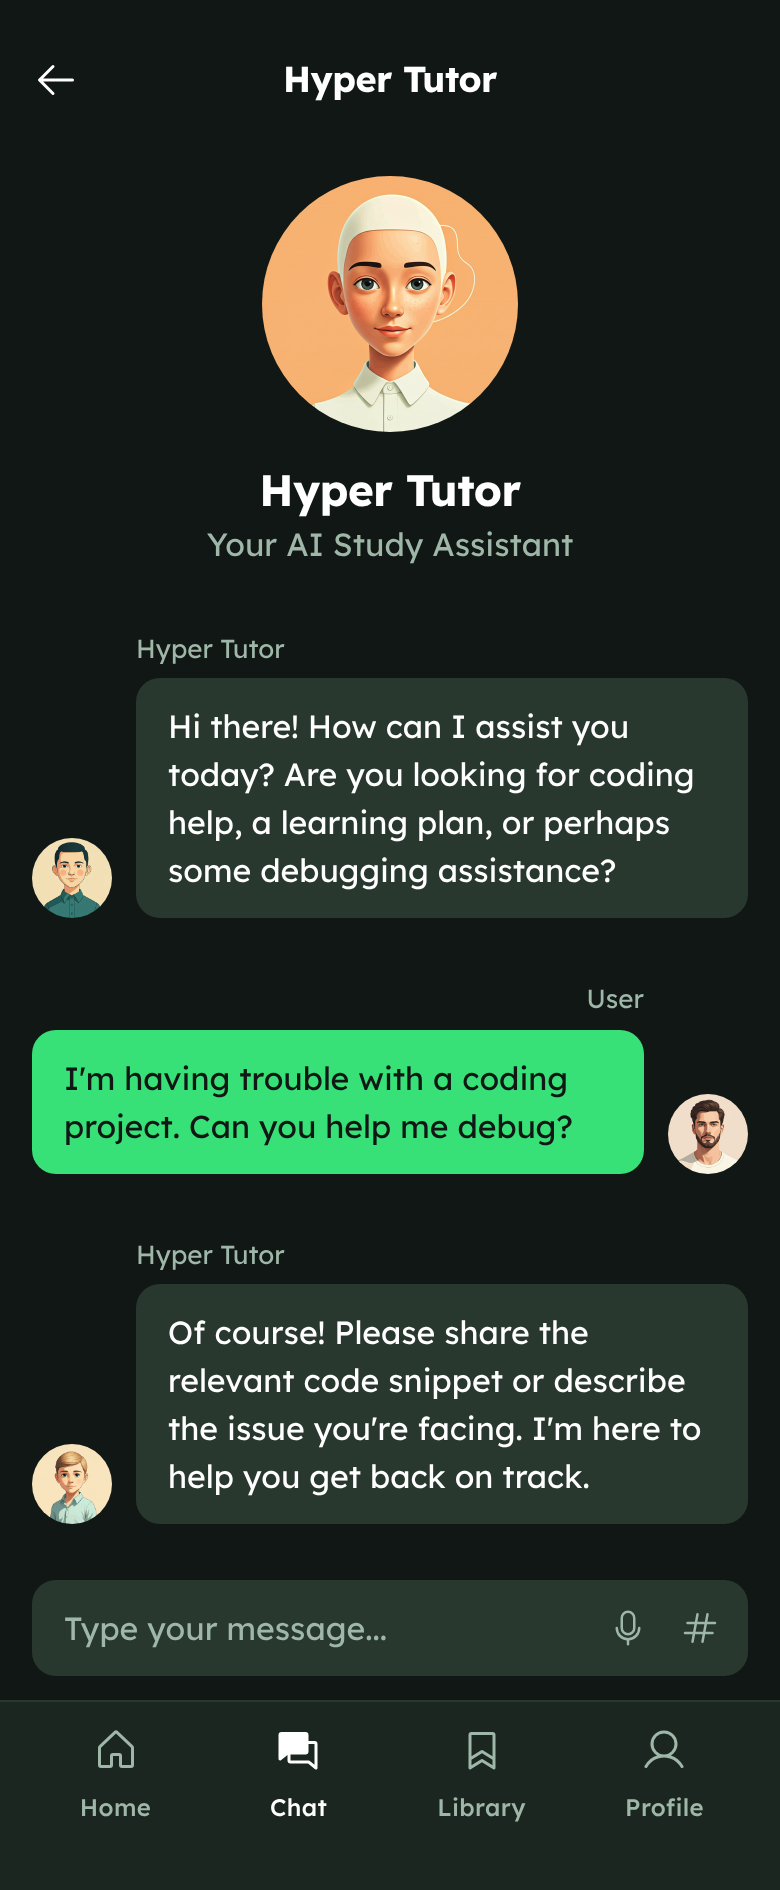 Hyper Tutor
Hyper Tutor
Your AI Study Assistant
Hyper Tutor
Hi there! How can I assist you
today? Are you looking for coding
help, a learning plan, or perhaps
some debugging assistance?
User
I'm having trouble with a coding
project. Can you help me debug?
Hyper Tutor
Of course! Please share the
relevant code snippet or describe
the issue you're facing. I'm here to
help you get back on track.
Type your message...
Home
Chat
Library
Profile